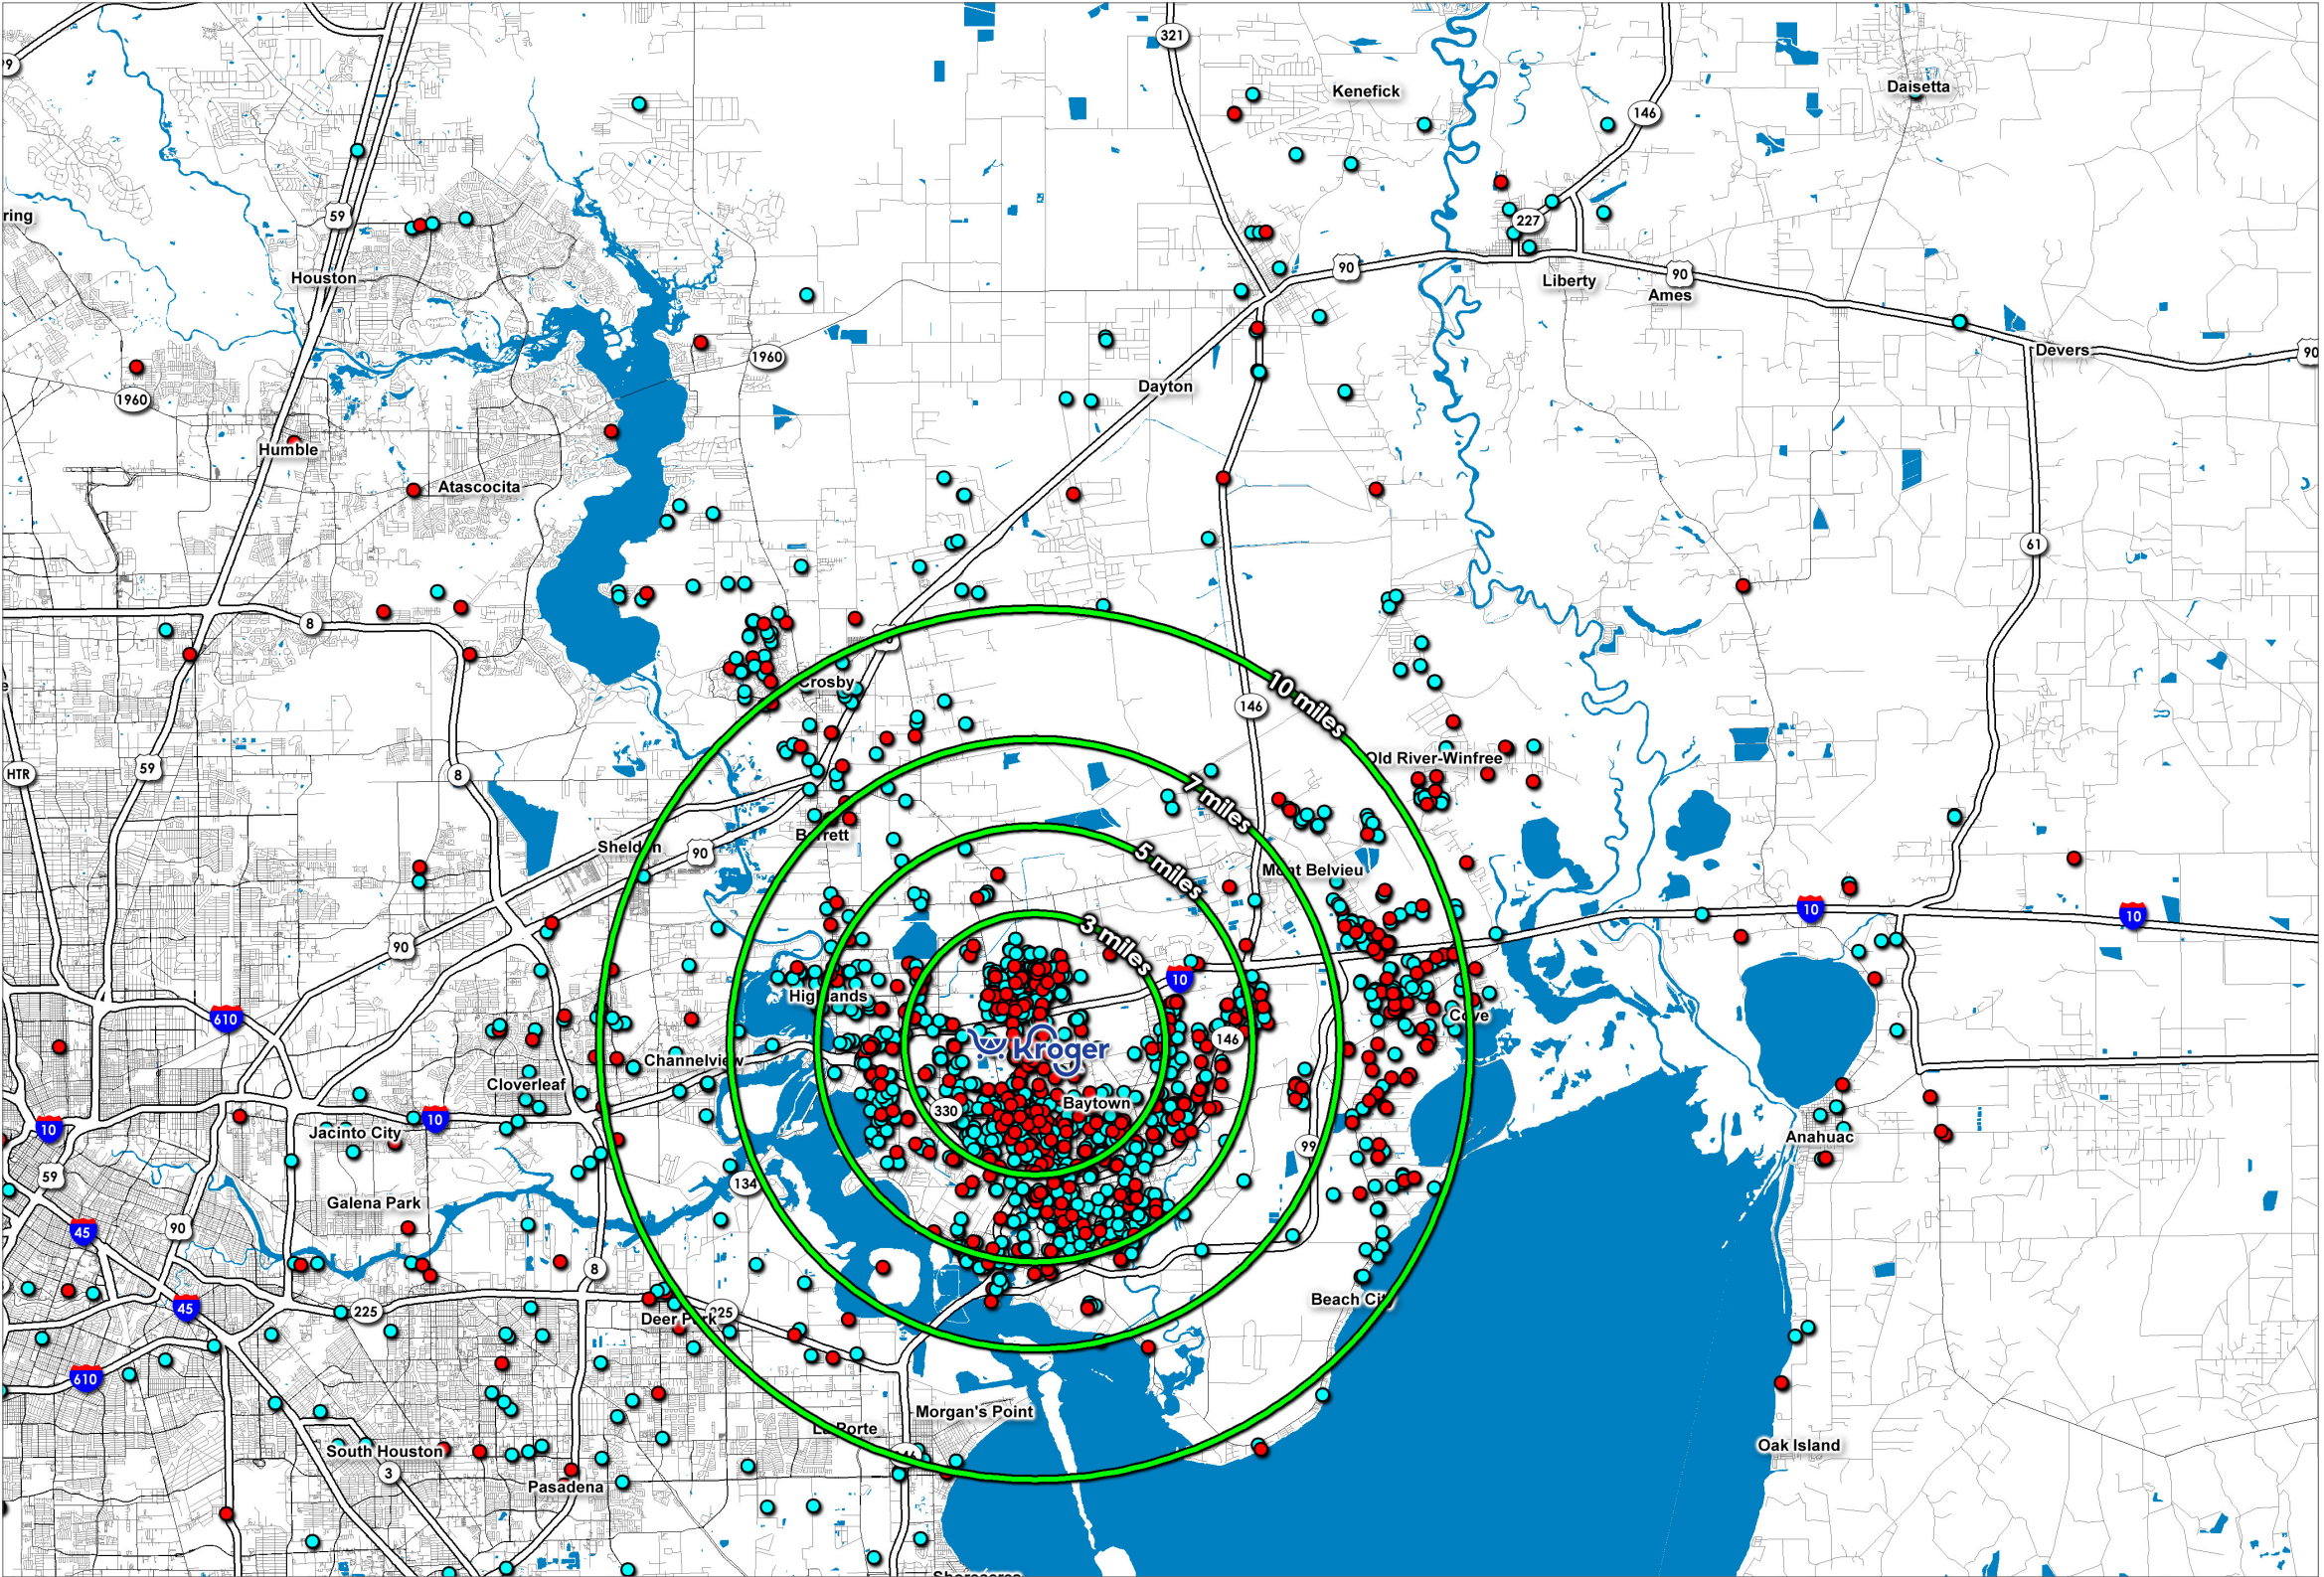 321
Kenefick
Daisetta
146
59
ring
227
Houston
90
Liberty
90
Ames
1960
Devers
90
Dayton
1960
Humble
Atascocita
61
8
Crosby
10 miles
146
Old River-Winfree
HTR
59
8
7 miles
Barrett
Sheldon
90
5 miles
Mont Belvieu
10
10
90
3 miles
10
Highlands
610
Cove
Kroger
146
Channelview
Cloverleaf
330
Baytown
10
10
Jacinto City
Anahuac
99
59
134
Galena Park
90
45
8
Beach City
45
225
225
Deer Park
610
Morgan's Point
La Porte
South Houston
Oak Island
3
Pasadena